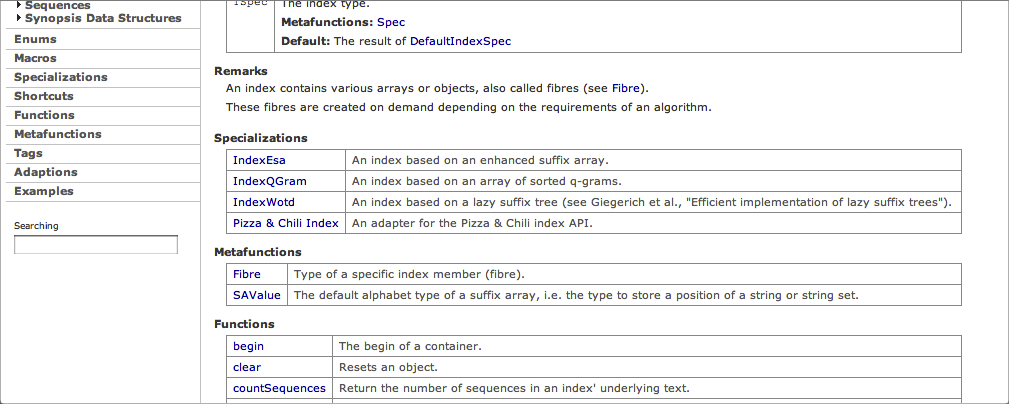 Sequences
Synopsis Data Structures
Enums
Macros
Specializations
Shortcuts
Functions
Metafunctions
Tags
Adaptions
Examples
Searching
TSpec
The index type.
Metafunctions: Spec
Default: The result of DefaultIndexSpec
Remarks
An index contains various arrays or objects, also called fibres (see Fibre).
These fibres are created on demand depending on the requirements of an algorithm.
Specializations
IndexEsa An index based on an enhanced suffix array.
IndexQGram An index based on an array of sorted q-grams.
IndexWotd An index based on a lazy suffix tree (see Giegerich et al., "Efficient implementation of lazy suffix trees").
Pizza & Chili Index An adapter for the Pizza & Chili index API.
Metafunctions
Fibre Type of a specific index member (fibre).
SAValue The default alphabet type of a suffix array, i.e. the type to store a position of a string or string set.
Functions
begin The begin of a container.
clear Resets an object.
countSequences Return the number of sequences in an index' underlying text.